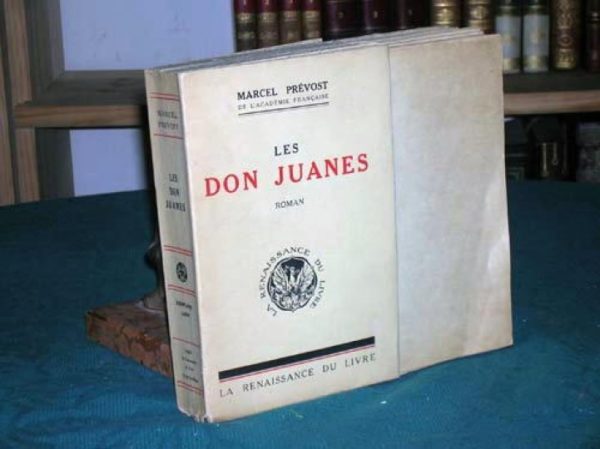 MARCEL PRÉVOST
DE L'ACADÉMIE FRANÇAISE
LES
DON JUANES
ROMAN
LA RENAISSANCE DU LIVRE
LA RENAISSANCE DU LIVRE
MARCEL
PRÉVOST
LES
DON
JUANES